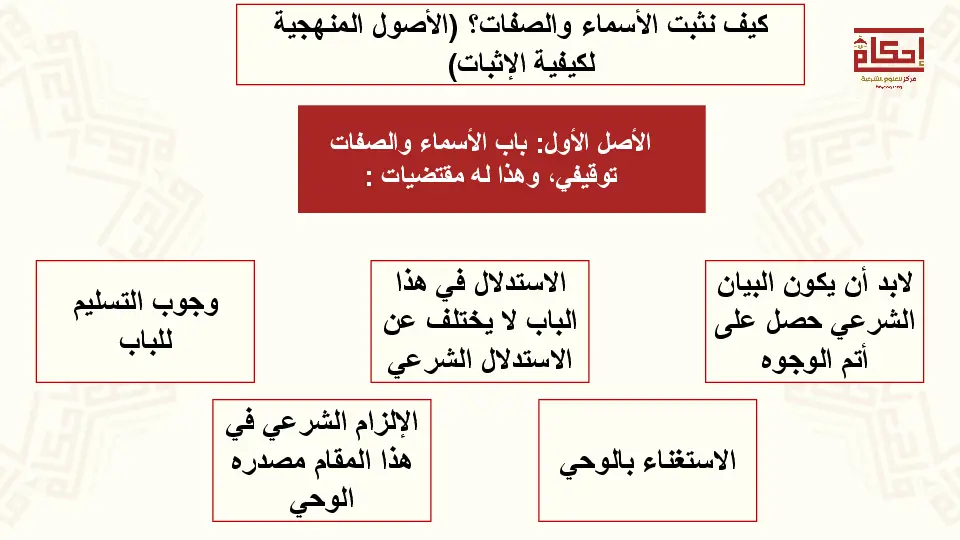 كيف نثبت الأسماء والصفات؟ (الأصول المنهجية
لكيفية الإثبات)
إحكام
مركز للعلوم الشرعية
الأصل الأول: باب الأسماء والصفات
توقيفي، وهذا له مقتضيات :
لابد أن يكون البيان
الشرعي حصل على
أتم الوجوه
الاستدلال في هذا
الباب لا يختلف عن
الاستدلال الشرعي
وجوب التسليم
للباب
الاستغناء بالوحي
الإلزام الشرعي في
هذا المقام مصدره
الوحي